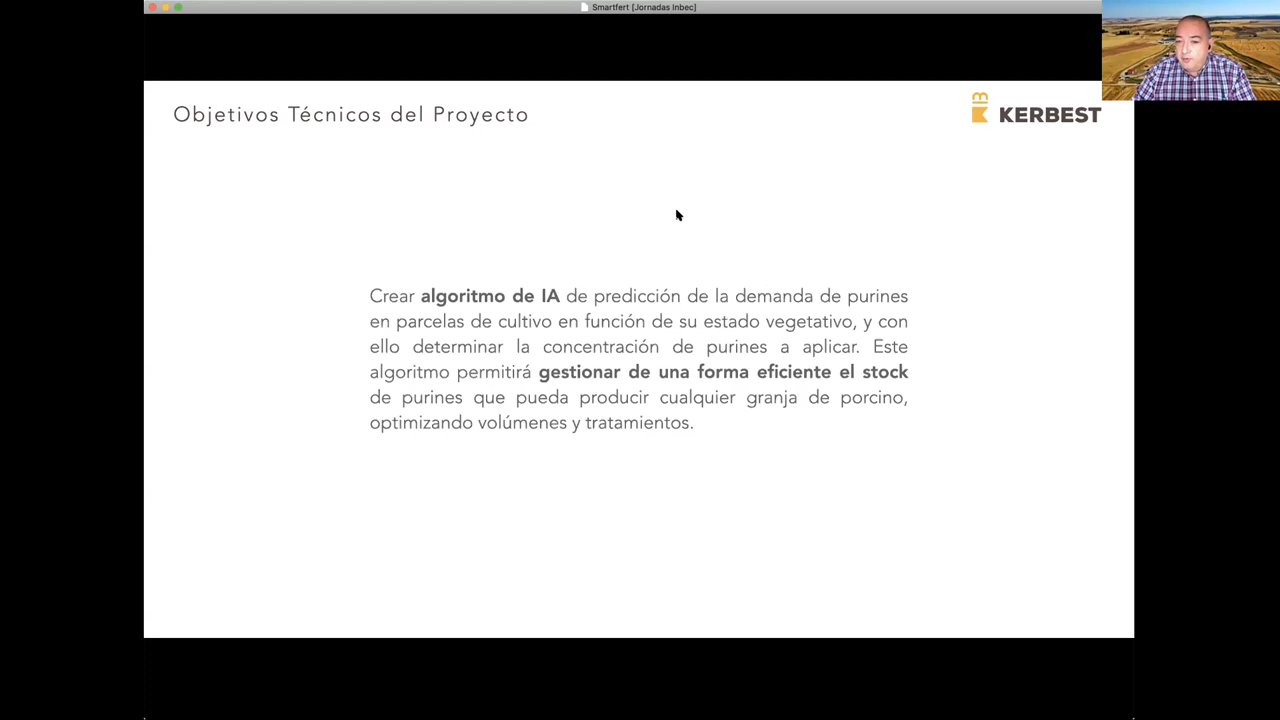 Smartfert [Jornadas Inbec]
Objetivos Técnicos del Proyecto
KERBEST
Crear algoritmo de IA de predicción de la demanda de purines
en parcelas de cultivo en función de su estado vegetativo, y con
ello determinar la concentración de purines a aplicar. Este
algoritmo permitirá gestionar de una forma eficiente el stock
de purines que pueda producir cualquier granja de porcino,
optimizando volúmenes y tratamientos.